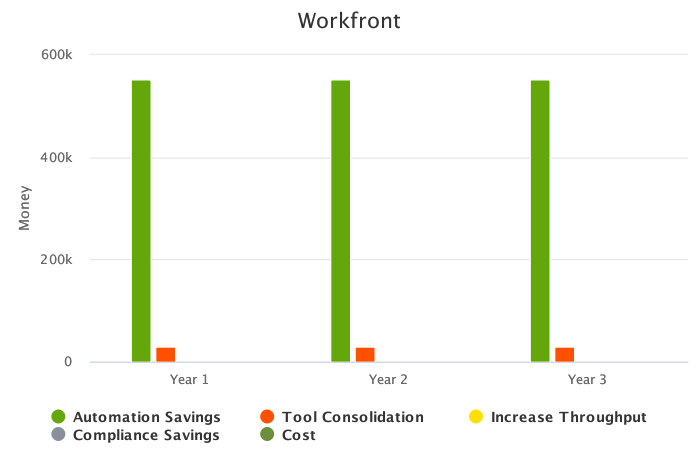 Workfront
600k
400k
200k
0
Money
Year 1 Year 2 Year 3
Automation Savings Tool Consolidation Increase Throughput
Compliance Savings Cost